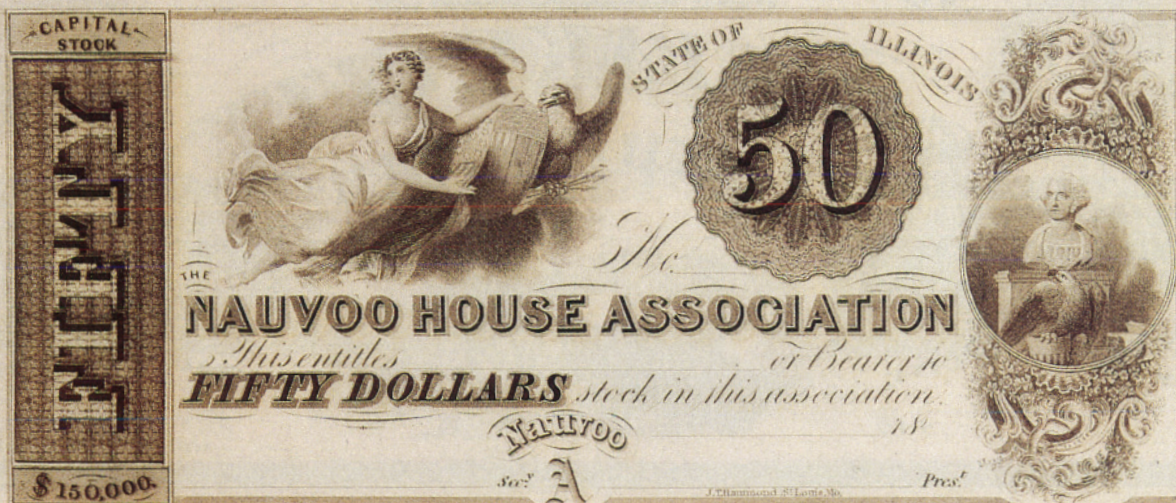 CAPITAL
STOCK
FIFTY
$150,000.
STATE OF ILLINOIS
50
No.
THE
NAUVOO HOUSE ASSOCIATION
This entitles or Bearer to
FIFTY DOLLARS stock in this association.
Nauvoo 18
Secy. A Prest.
J.T. Hammond St. Louis, Mo.